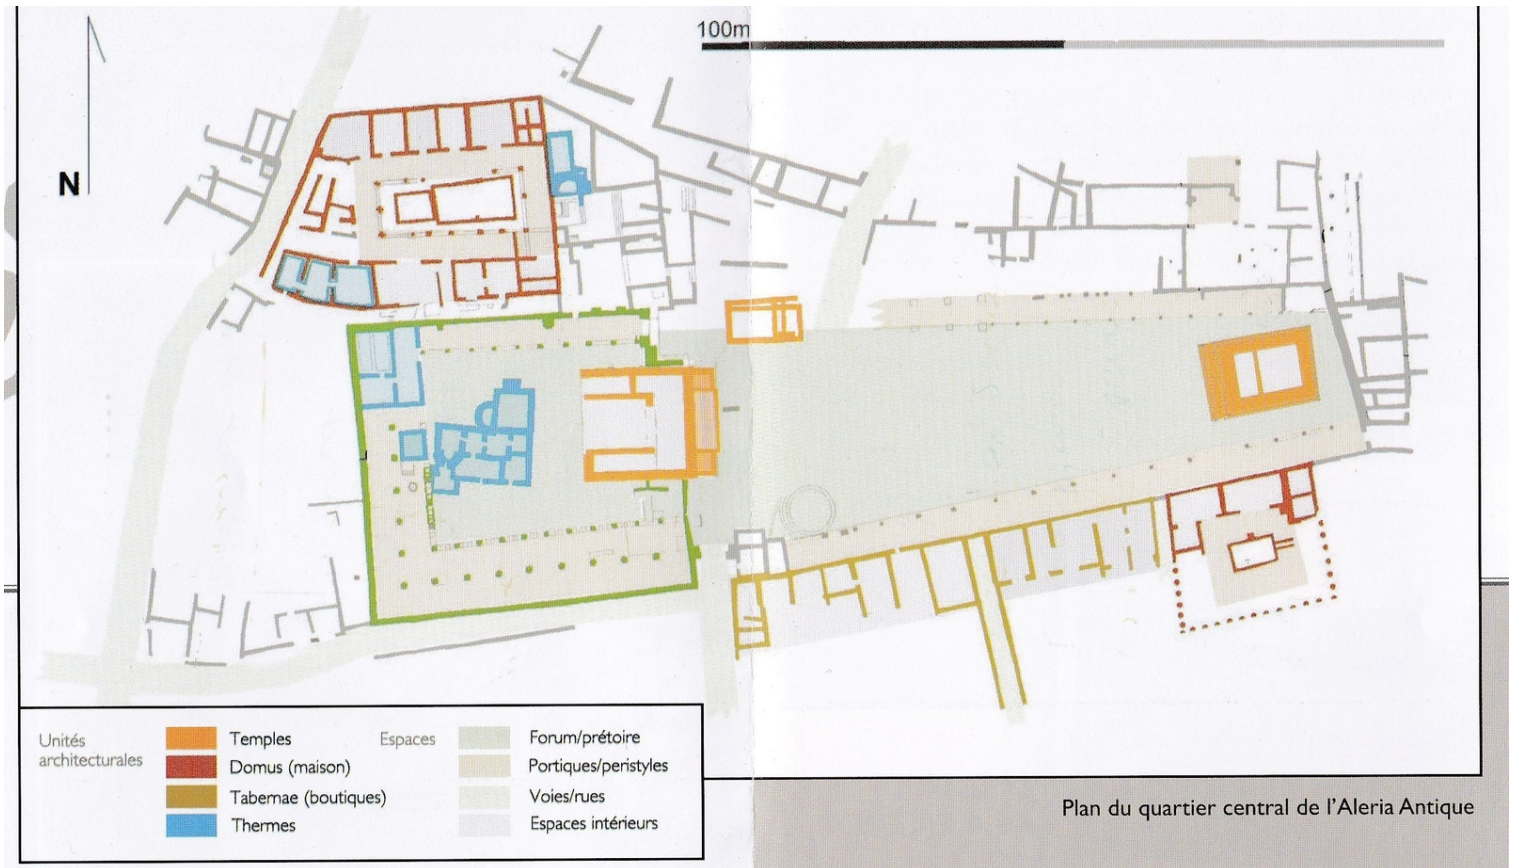 100m
N
Unités
architecturales
Temples
Domus (maison)
Tabernae (boutiques)
Thermes
Espaces
Forum/prétoire
Portiques/peristyles
Voies/rues
Espaces intérieurs
Plan du quartier central de l'Aleria Antique